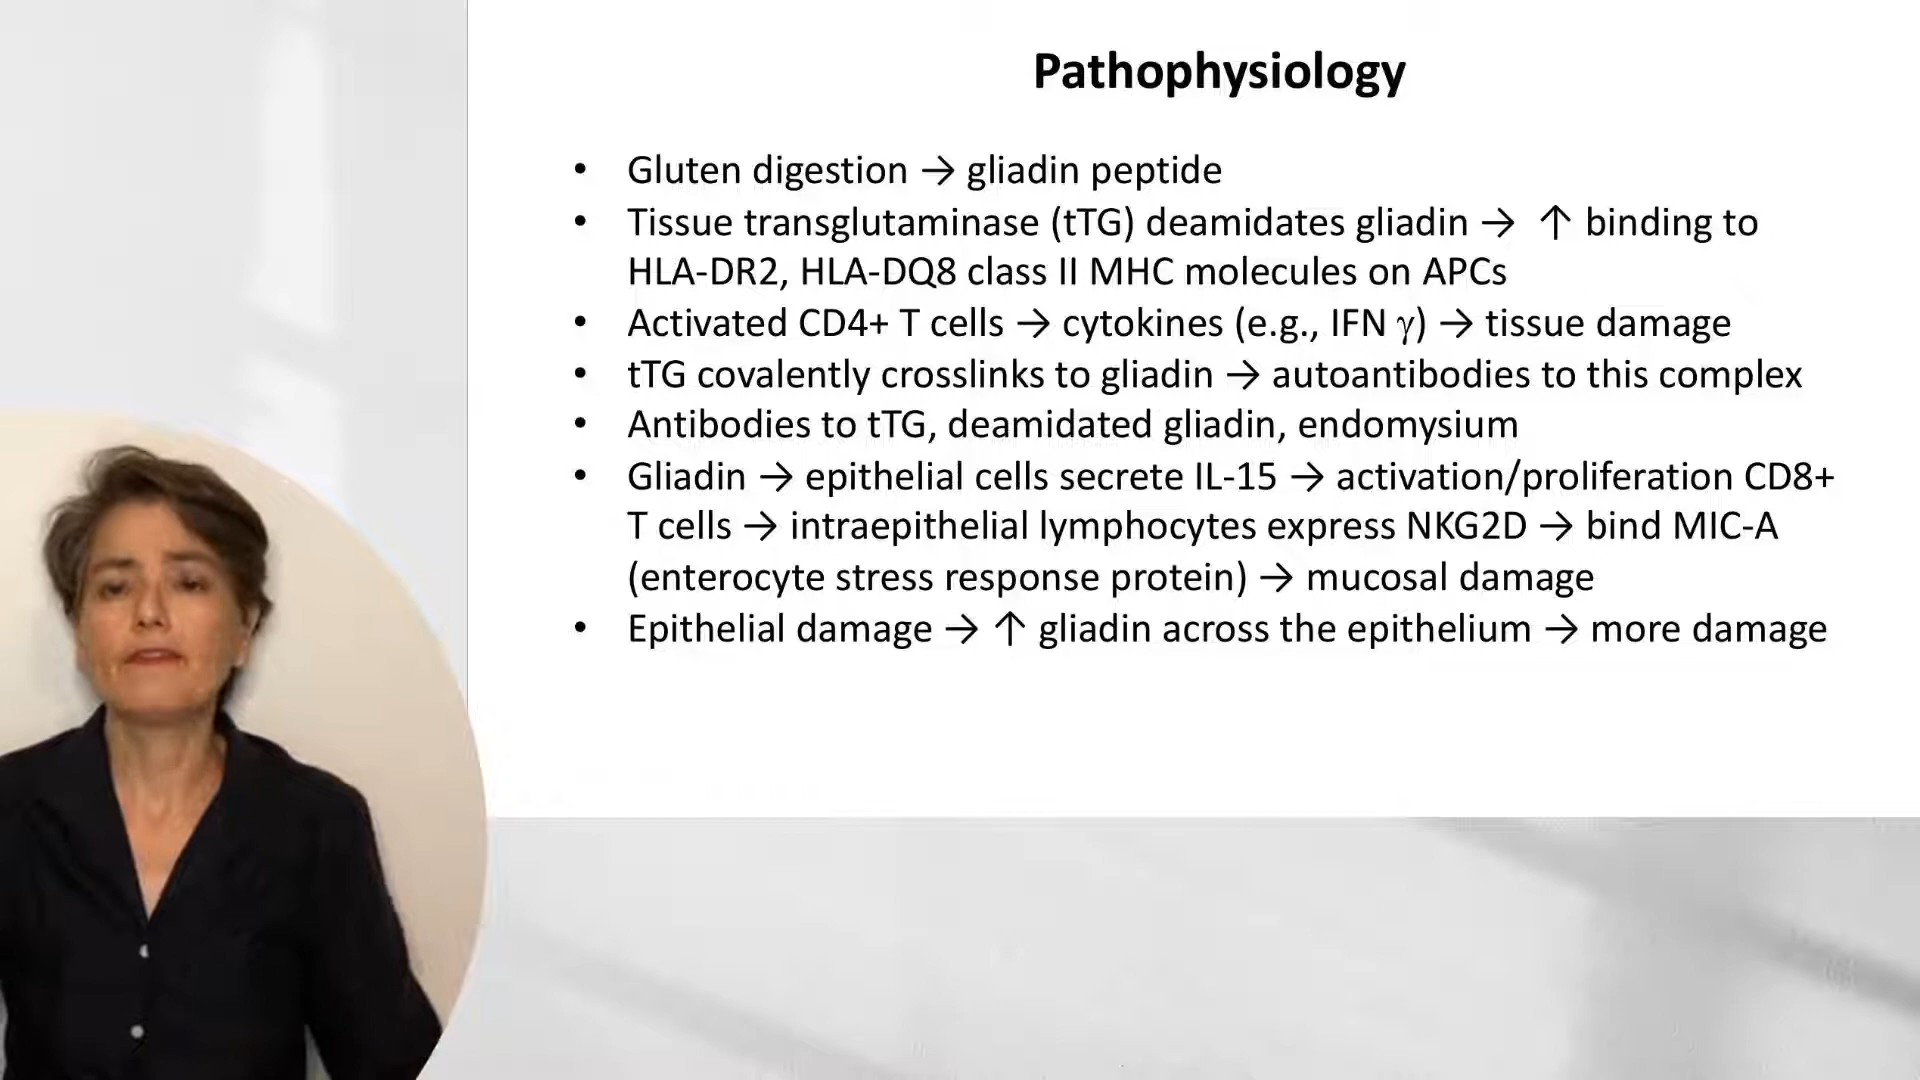 Pathophysiology
• Gluten digestion → gliadin peptide
• Tissue transglutaminase (tTG) deamidates gliadin → ↑ binding to
HLA-DR2, HLA-DQ8 class II MHC molecules on APCs
• Activated CD4+ T cells → cytokines (e.g., IFN γ) → tissue damage
• tTG covalently crosslinks to gliadin → autoantibodies to this complex
• Antibodies to tTG, deamidated gliadin, endomysium
• Gliadin → epithelial cells secrete IL-15 → activation/proliferation CD8+
T cells → intraepithelial lymphocytes express NKG2D → bind MIC-A
(enterocyte stress response protein) → mucosal damage
• Epithelial damage → ↑ gliadin across the epithelium → more damage